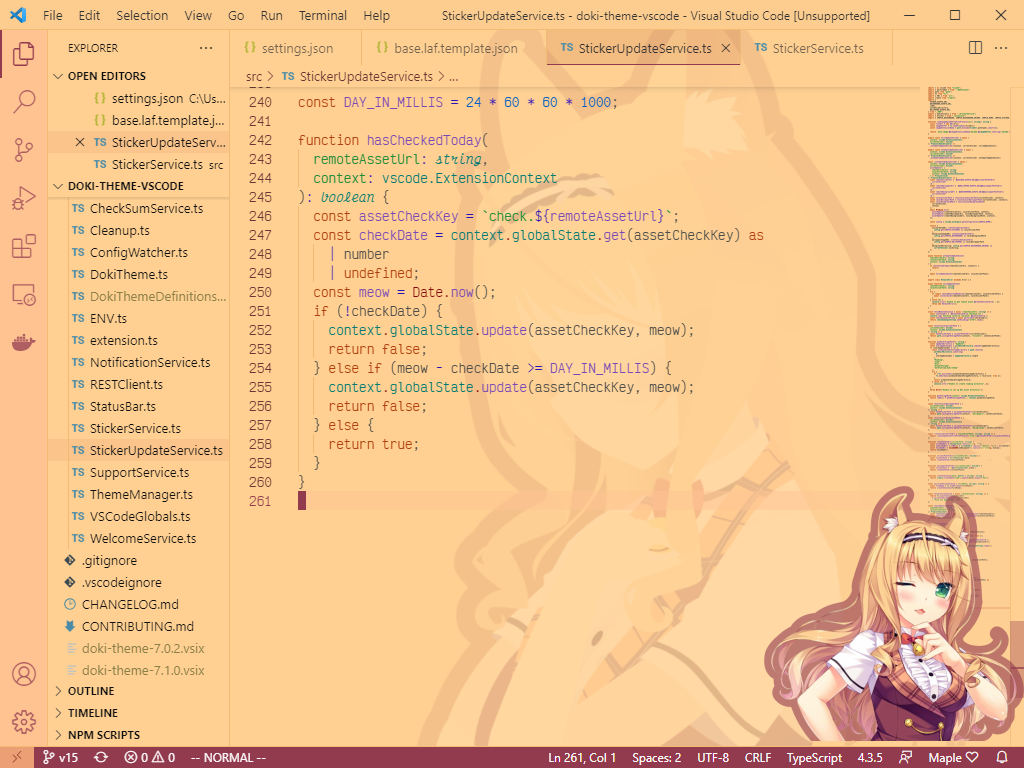 File Edit Selection View Go Run Terminal Help
StickerUpdateService.ts - doki-theme-vscode - Visual Studio Code [Unsupported]
EXPLORER
OPEN EDITORS
settings.json C:\Us...
base.laf.template.j...
TS StickerUpdateServ...
TS StickerService.ts src
DOKI-THEME-VSCODE
TS CheckSumService.ts
TS Cleanup.ts
TS ConfigWatcher.ts
TS DokiTheme.ts
TS DokiThemeDefinitions...
TS ENV.ts
TS extension.ts
TS NotificationService.ts
TS RESTClient.ts
TS StatusBar.ts
TS StickerService.ts
TS StickerUpdateService.ts
TS SupportService.ts
TS ThemeManager.ts
TS VSCodeGlobals.ts
TS WelcomeService.ts
.gitignore
.vscodeignore
CHANGELOG.md
CONTRIBUTING.md
doki-theme-7.0.2.vsix
doki-theme-7.1.0.vsix
OUTLINE
TIMELINE
NPM SCRIPTS
{} settings.json {} base.laf.template.json TS StickerUpdateService.ts TS StickerService.ts
src > TS StickerUpdateService.ts > ...
240 const DAY_IN_MILLIS = 24 * 60 * 60 * 1000;
241
242 function hasCheckedToday(
243 remoteAssetUrl: string,
244 context: vscode.ExtensionContext
245 ): boolean {
246 const assetCheckKey = `check.${remoteAssetUrl}`;
247 const checkDate = context.globalState.get(assetCheckKey) as
248 | number
249 | undefined;
250 const meow = Date.now();
251 if (!checkDate) {
252 context.globalState.update(assetCheckKey, meow);
253 return false;
254 } else if (meow - checkDate >= DAY_IN_MILLIS) {
255 context.globalState.update(assetCheckKey, meow);
256 return false;
257 } else {
258 return true;
259 }
260 }
261
v15 0 0 -- NORMAL -- Ln 261, Col 1 Spaces: 2 UTF-8 CRLF TypeScript 4.3.5 Maple♡